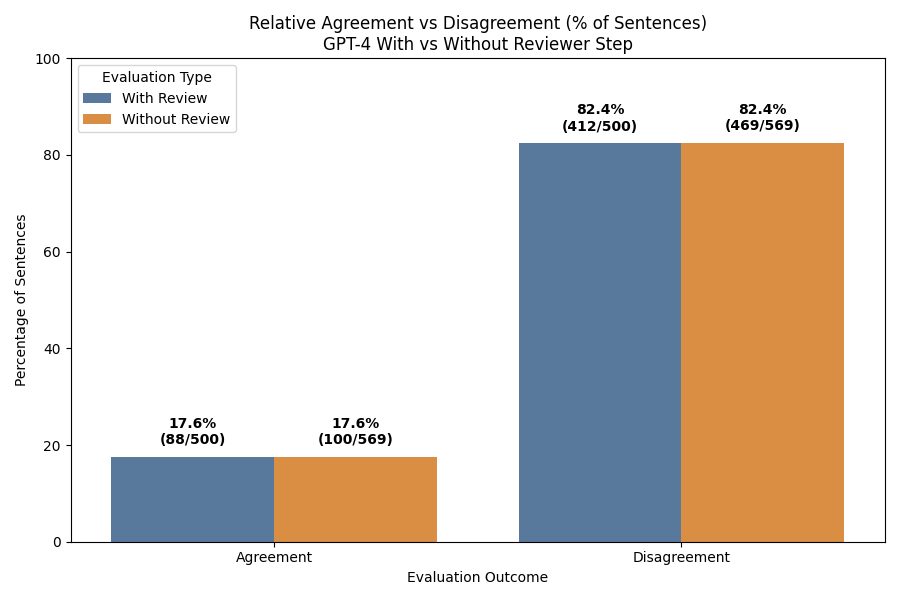 Relative Agreement vs Disagreement (% of Sentences)
GPT-4 With vs Without Reviewer Step
Evaluation Type
With Review
Without Review
Percentage of Sentences
100
80
60
40
20
0
17.6%
(88/500)
17.6%
(100/569)
82.4%
(412/500)
82.4%
(469/569)
Agreement
Disagreement
Evaluation Outcome